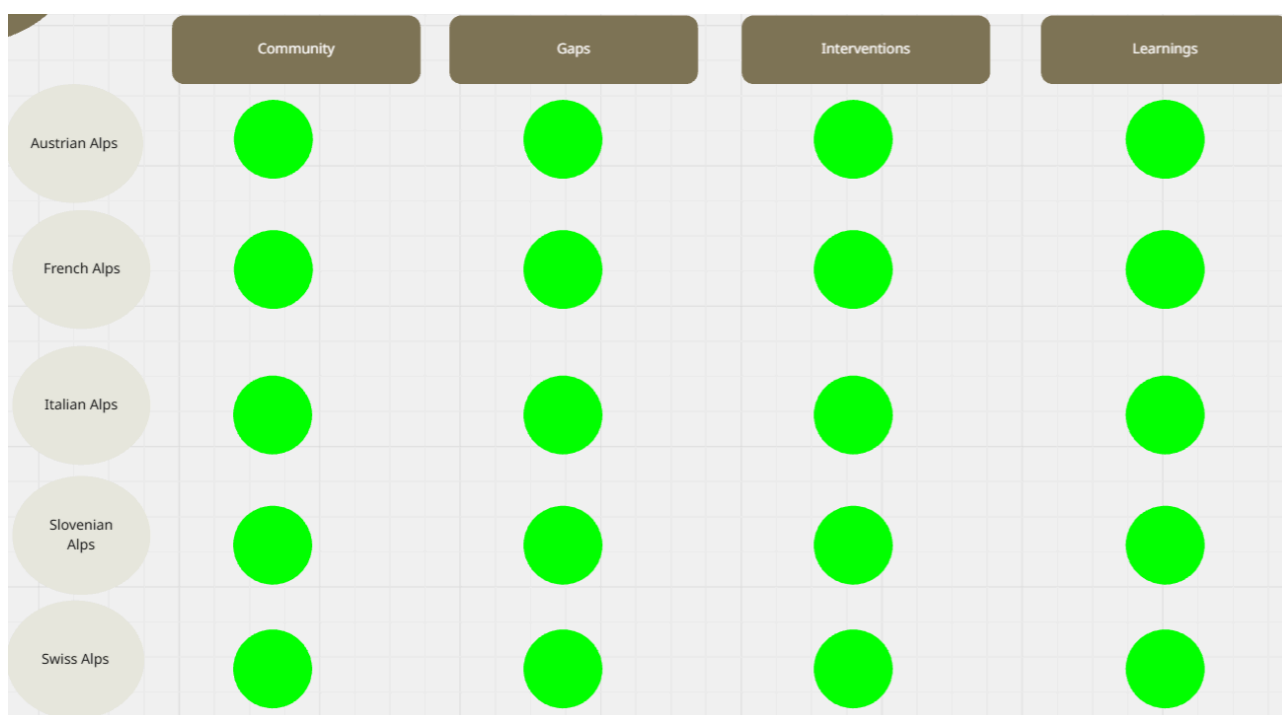 Community
Gaps
Interventions
Learnings
Austrian Alps
French Alps
Italian Alps
Slovenian
Alps
Swiss Alps